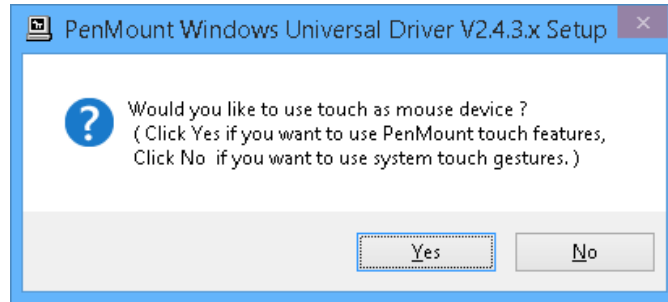 PenMount Windows Universal Driver V2.4.3.x Setup
Would you like to use touch as mouse device ?
( Click Yes if you want to use PenMount touch features,
Click No  if you want to use system touch gestures. )
Yes
No